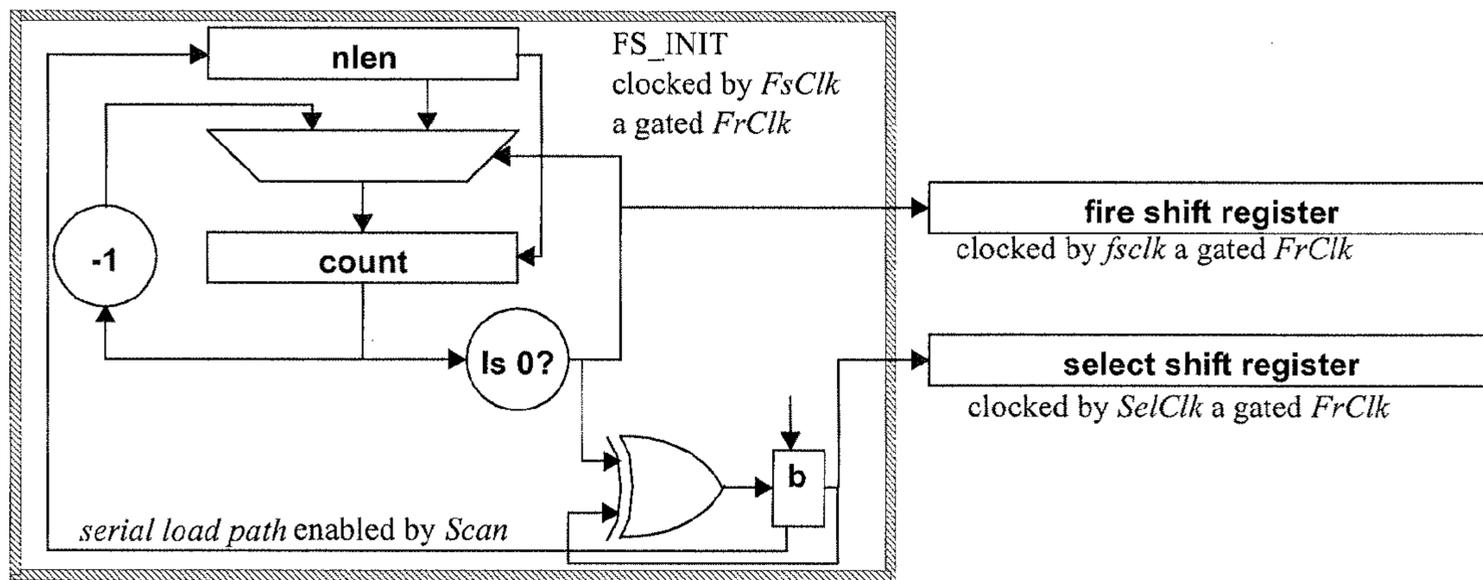 nlen
FS_INIT
clocked by FsClk
a gated FrClk
fire shift register
clocked by fsclk a gated FrClk
-1
count
Is 0?
select shift register
clocked by SelClk a gated FrClk
b
serial load path enabled by Scan